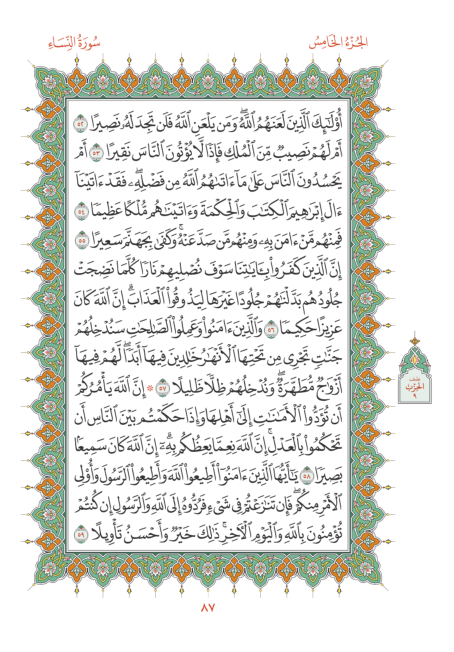 الجُزْءُ الخَامِسُ
سُورَةُ النِّسَاءِ
أُوْلَٰٓئِكَ ٱلَّذِينَ لَعَنَهُمُ ٱللَّهُۖ وَمَن يَلْعَنِ ٱللَّهُ فَلَن تَجِدَ لَهُۥ نَصِيرًا ٥٢
أَمْ لَهُمْ نَصِيبٌ مِّنَ ٱلْمُلْكِ فَإِذًا لَّا يُؤْتُونَ ٱلنَّاسَ نَقِيرًا ٥٣ أَمْ
يَحْسُدُونَ ٱلنَّاسَ عَلَىٰ مَآ ءَاتَىٰهُمُ ٱللَّهُ مِن فَضْلِهِۦۖ فَقَدْ ءَاتَيْنَآ
ءَالَ إِبْرَٰهِيمَ ٱلْكِتَٰبَ وَٱلْحِكْمَةَ وَءَاتَيْنَٰهُم مُّلْكًا عَظِيمًا ٥٤
فَمِنْهُم مَّنْ ءَامَنَ بِهِۦ وَمِنْهُم مَّن صَدَّ عَنْهُۚ وَكَفَىٰ بِجَهَنَّمَ سَعِيرًا ٥٥
إِنَّ ٱلَّذِينَ كَفَرُوا۟ بِـَٔايَٰتِنَا سَوْفَ نُصْلِيهِمْ نَارًا كُلَّمَا نَضِجَتْ
جُلُودُهُم بَدَّلْنَٰهُمْ جُلُودًا غَيْرَهَا لِيَذُوقُوا۟ ٱلْعَذَابَۗ إِنَّ ٱللَّهَ كَانَ
عَزِيزًا حَكِيمًا ٥٦ وَٱلَّذِينَ ءَامَنُوا۟ وَعَمِلُوا۟ ٱلصَّٰلِحَٰتِ سَنُدْخِلُهُمْ
جَنَّٰتٍ تَجْرِى مِن تَحْتِهَا ٱلْأَنْهَٰرُ خَٰلِدِينَ فِيهَآ أَبَدًاۖ لَّهُمْ فِيهَآ
أَزْوَٰجٌ مُّطَهَّرَةٌۖ وَنُدْخِلُهُمْ ظِلًّا ظَلِيلًا ٥٧ ۞ إِنَّ ٱللَّهَ يَأْمُرُكُمْ
أَن تُؤَدُّوا۟ ٱلْأَمَٰنَٰتِ إِلَىٰٓ أَهْلِهَا وَإِذَا حَكَمْتُم بَيْنَ ٱلنَّاسِ أَن
تَحْكُمُوا۟ بِٱلْعَدْلِۚ إِنَّ ٱللَّهَ نِعِمَّا يَعِظُكُم بِهِۦٓۗ إِنَّ ٱللَّهَ كَانَ سَمِيعًۢا
بَصِيرًا ٥٨ يَٰٓأَيُّهَا ٱلَّذِينَ ءَامَنُوٓا۟ أَطِيعُوا۟ ٱللَّهَ وَأَطِيعُوا۟ ٱلرَّسُولَ وَأُو۟لِى
ٱلْأَمْرِ مِنكُمْۖ فَإِن تَنَٰزَعْتُمْ فِى شَىْءٍ فَرُدُّوهُ إِلَى ٱللَّهِ وَٱلرَّسُولِ إِن كُنتُمْ
تُؤْمِنُونَ بِٱللَّهِ وَٱلْيَوْمِ ٱلْءَاخِرِۚ ذَٰلِكَ خَيْرٌ وَأَحْسَنُ تَأْوِيلًا ٥٩
الحزب
٩
٨٧